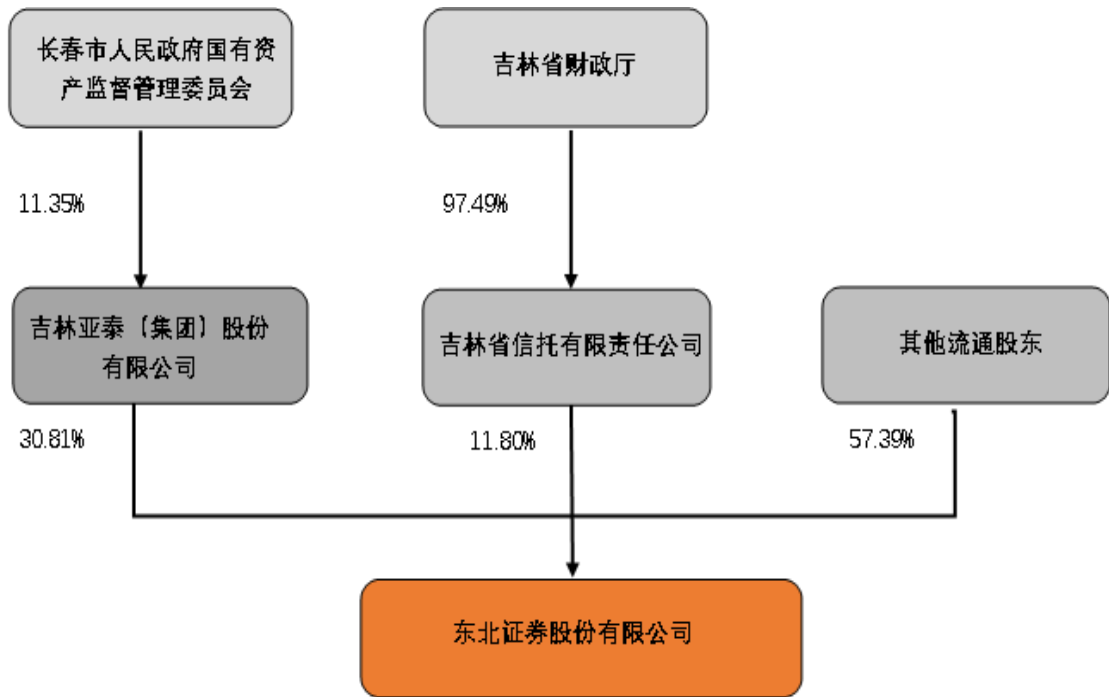 长春市人民政府国有资
产监督管理委员会
吉林省财政厅
11.35%
97.49%
吉林亚泰（集团）股份
有限公司
吉林省信托有限责任公司
其他流通股东
30.81%
11.80%
57.39%
东北证券股份有限公司